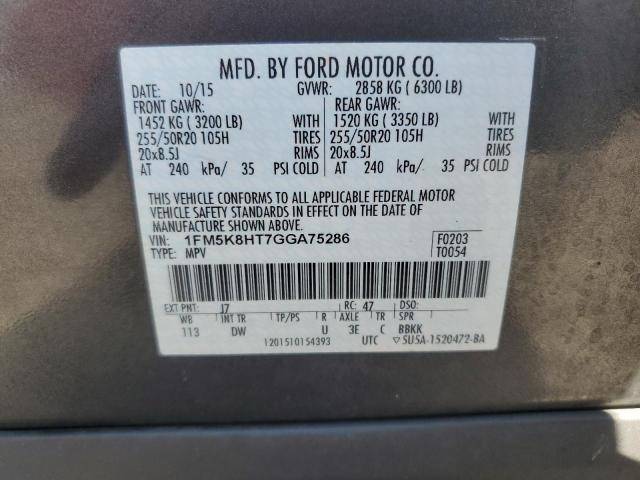 MFD. BY FORD MOTOR CO.
DATE: 10/15 GVWR: 2858 KG ( 6300 LB)
FRONT GAWR: REAR GAWR:
1452 KG ( 3200 LB) WITH 1520 KG ( 3350 LB) WITH
255/50R20 105H TIRES 255/50R20 105H TIRES
20x8.5J RIMS 20x8.5J RIMS
AT 240 kPa/ 35 PSI COLD AT 240 kPa/ 35 PSI COLD
THIS VEHICLE CONFORMS TO ALL APPLICABLE FEDERAL MOTOR
VEHICLE SAFETY STANDARDS IN EFFECT ON THE DATE OF
MANUFACTURE SHOWN ABOVE.
VIN: 1FM5K8HT7GGA75286 F0203
TYPE: MPV T0054
EXT PNT: J7 RC: 47 DSO:
WB INT TR TP/PS R AXLE TR SPR
113 DW U 3E C BBKK
1201510154393 UTC ▽5U5A-1520472-BA